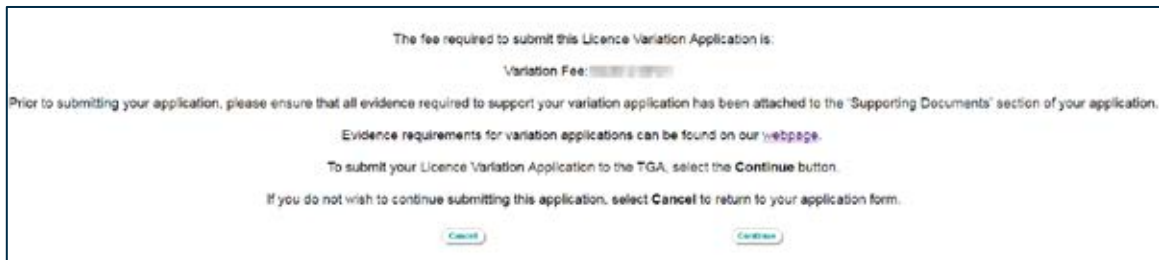 The fee required to submit this Licence Variation Application is:
Variation Fee:
Prior to submitting your application, please ensure that all evidence required to support your variation application has been attached to the 'Supporting Documents' section of your application.
Evidence requirements for variation applications can be found on our webpage.
To submit your Licence Variation Application to the TGA, select the Continue button.
If you do not wish to continue submitting this application, select Cancel to return to your application form.
Cancel Continue